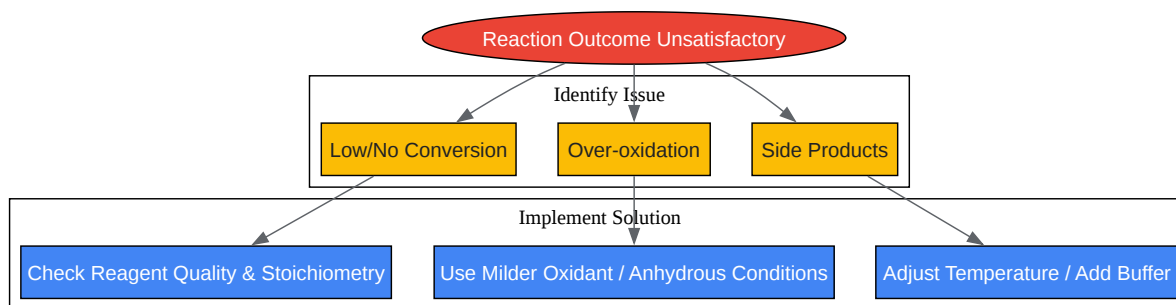 Reaction Outcome Unsatisfactory
Identify Issue
Low/No Conversion
Over-oxidation
Side Products
Implement Solution
Check Reagent Quality & Stoichiometry
Use Milder Oxidant / Anhydrous Conditions
Adjust Temperature / Add Buffer